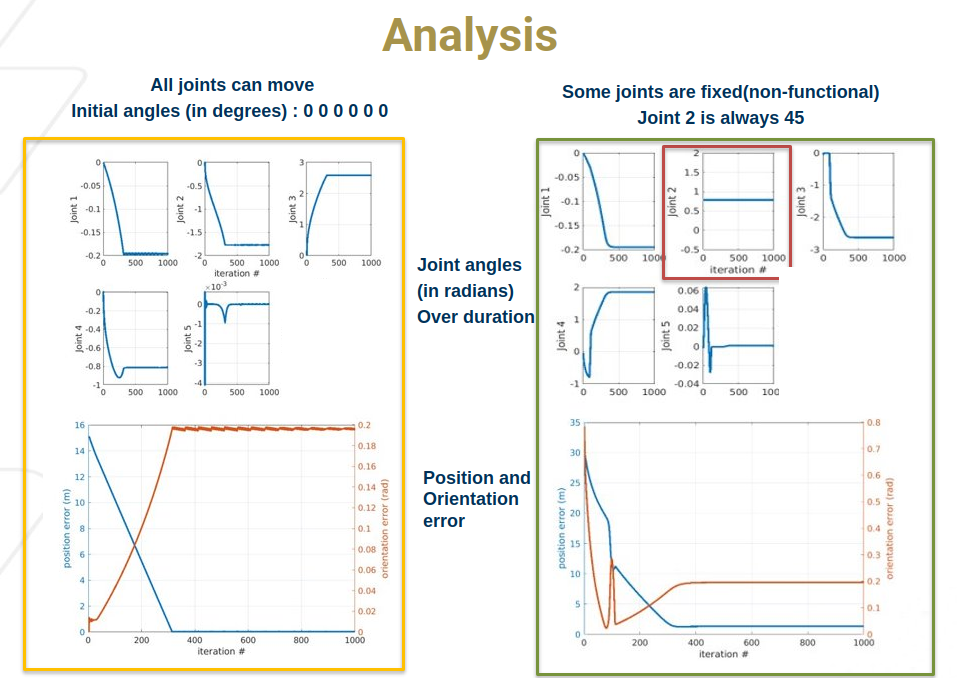 Analysis
All joints can move
Initial angles (in degrees) : 0 0 0 0 0 0
Some joints are fixed(non-functional)
Joint 2 is always 45
Joint 1
0
-0.05
-0.1
-0.15
-0.2
0 500 1000
Joint 2
0
-0.5
-1
-1.5
-2
0 500 1000
iteration #
Joint 3
3
2
1
0
0 500 1000
Joint 4
0
-0.2
-0.4
-0.6
-0.8
-1
0 500 1000
Joint 5
×10⁻³
0
-1
-2
-3
-4
0 500 1000
Joint angles
(in radians)
Over duration
Joint 1
0
-0.05
-0.1
-0.15
-0.2
0 500 1000
Joint 2
2
1.5
1
0.5
0
-0.5
0 500 1000
iteration #
Joint 3
0
-1
-2
-3
0 500 1000
Joint 4
2
1
0
-1
0 500 1000
Joint 5
0.06
0.04
0.02
0
-0.02
-0.04
0 500 1000
position error (m)
16
14
12
10
8
6
4
2
0
0 200 400 600 800 1000
iteration #
0.2
0.18
0.16
0.14
0.12
0.1
0.08
0.06
0.04
0.02
0
orientation error (rad)
Position and
Orientation
error
position error (m)
35
30
25
20
15
10
5
0
0 200 400 600 800 1000
iteration #
0.8
0.7
0.6
0.5
0.4
0.3
0.2
0.1
0
orientation error (rad)